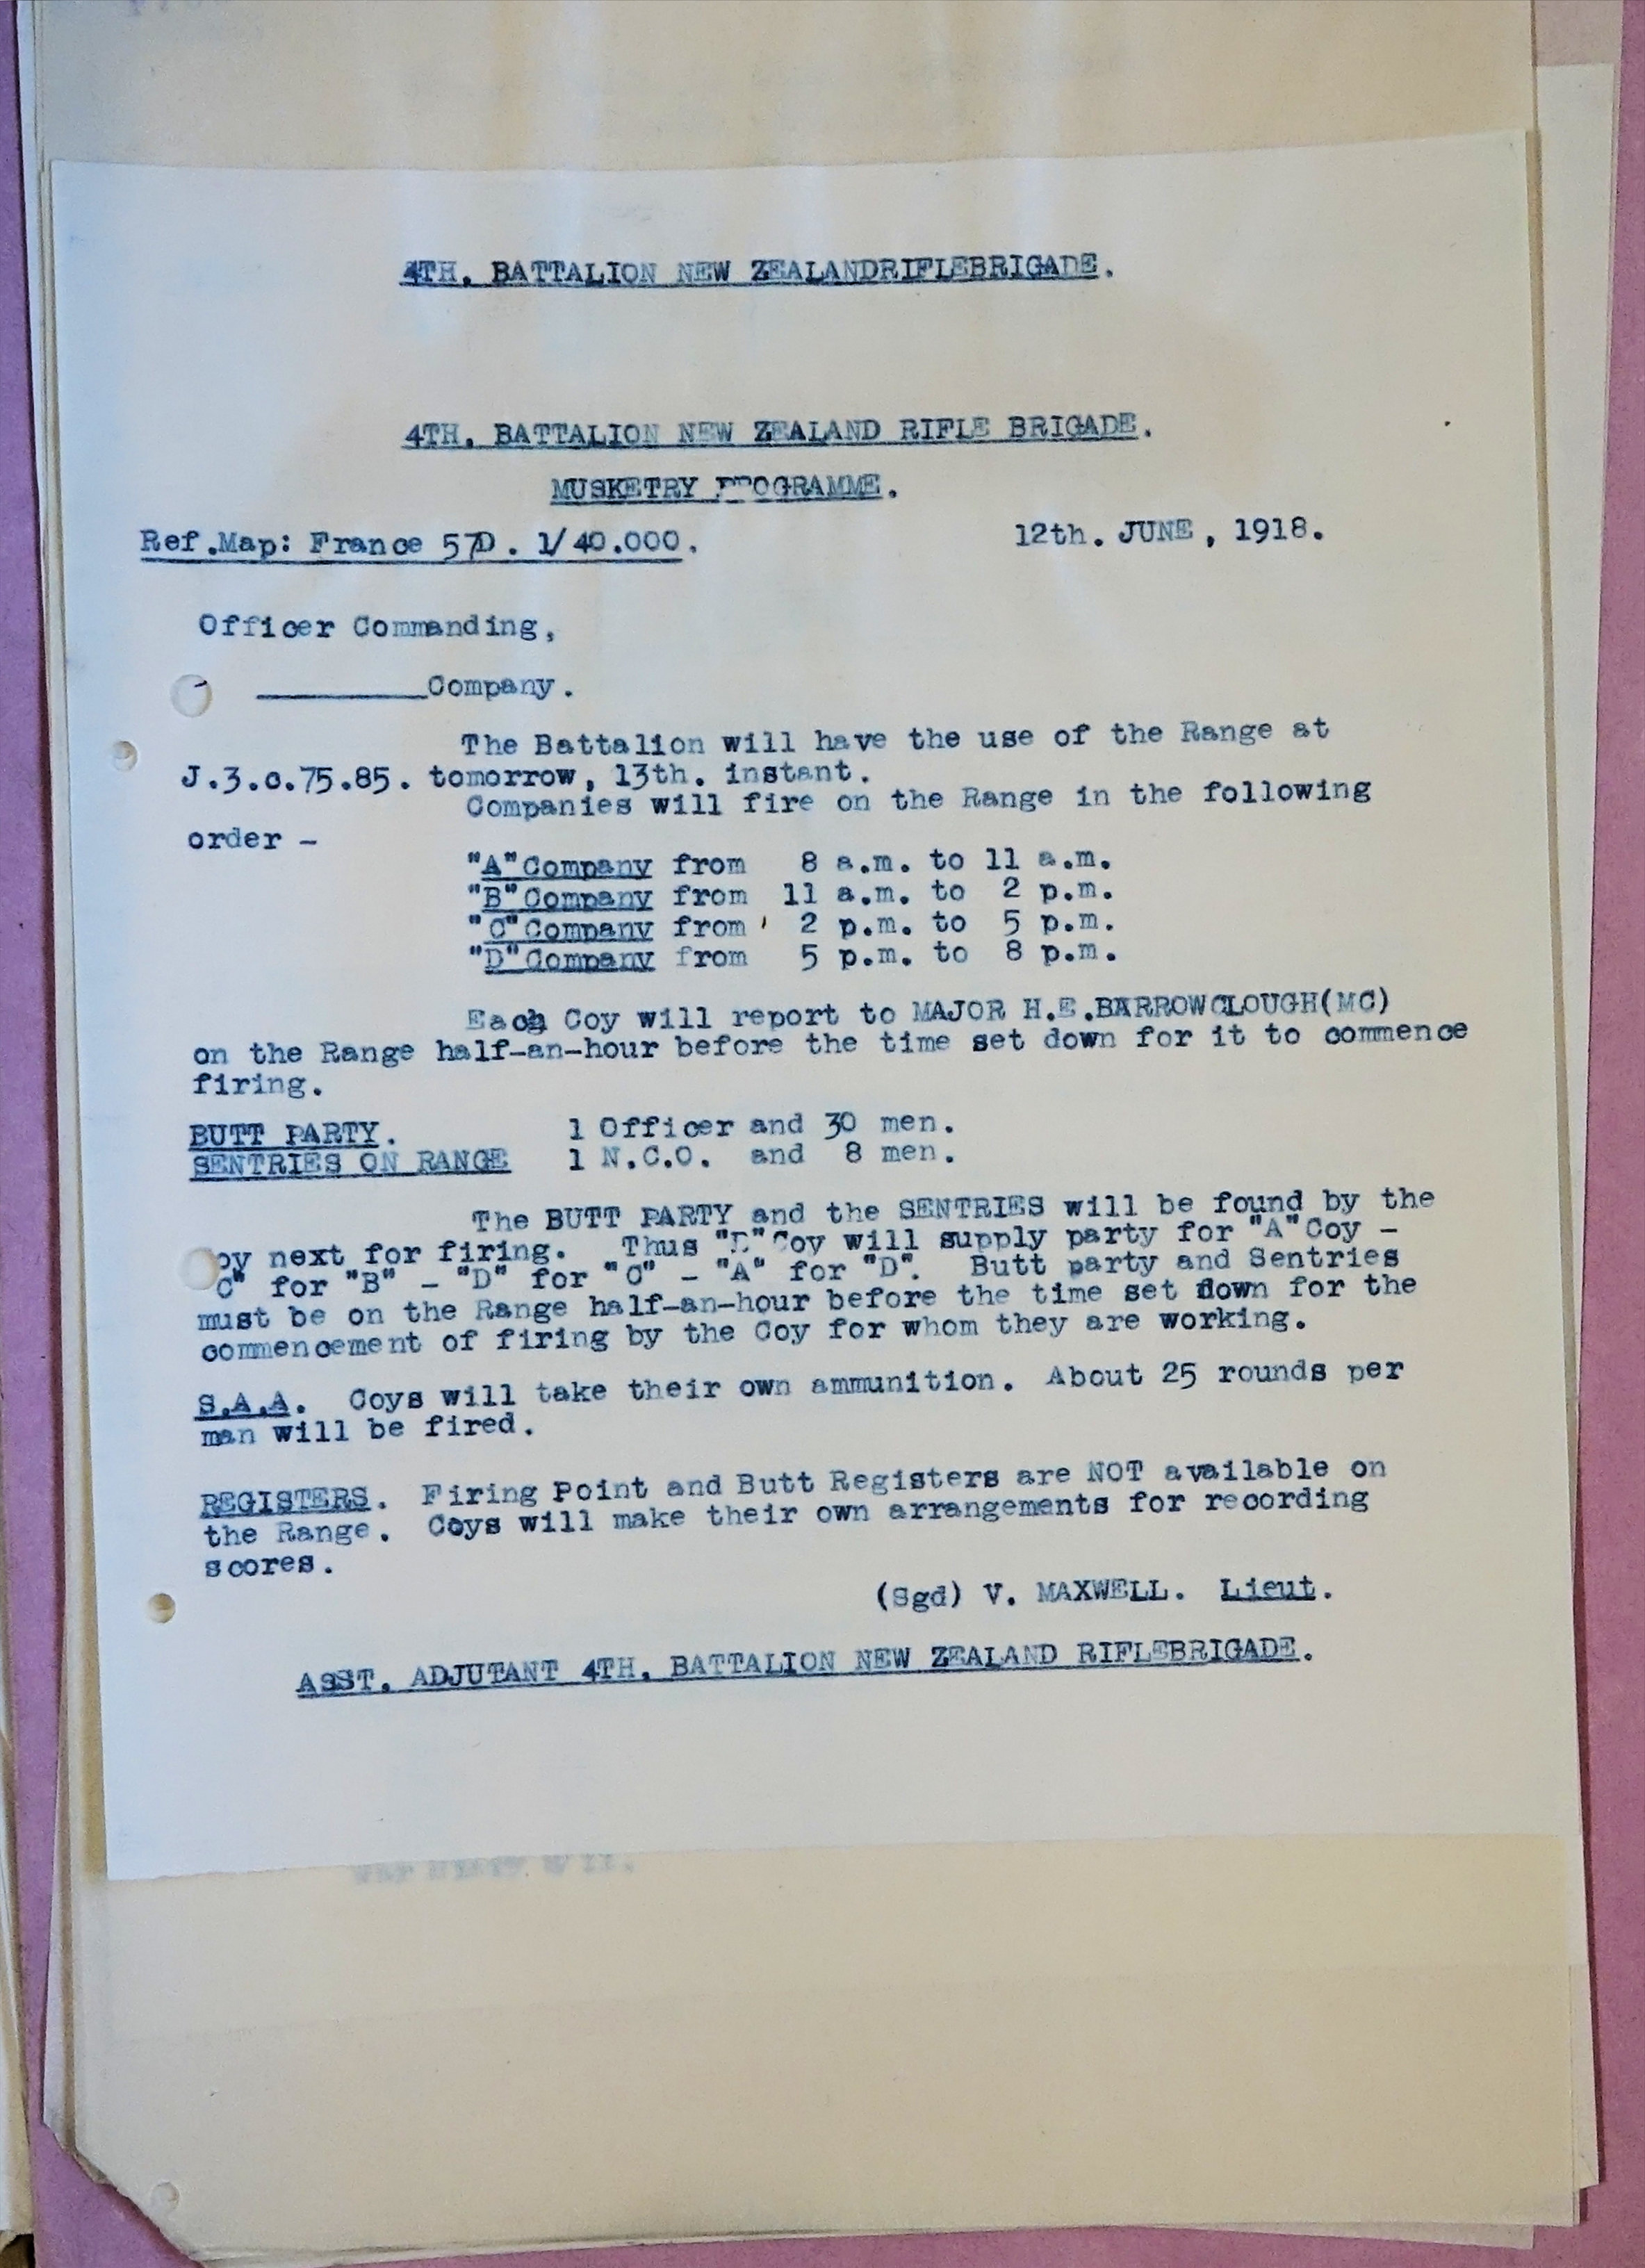 4TH. BATTALION NEW ZEALANDRIFLEBRIGADE.
4TH. BATTALION NEW ZEALAND RIFLE BRIGADE.
MUSKETRY PROGRAMME.
Ref.Map: France 57D. 1/40.000.
12th. JUNE, 1918.
Officer Commanding,
________Company.
The Battalion will have the use of the Range at
J.3.c.75.85. tomorrow, 13th. instant.
Companies will fire on the Range in the following
order -
"A"Company from 8 a.m. to 11 a.m.
"B"Company from 11 a.m. to 2 p.m.
"C"Company from 2 p.m. to 5 p.m.
"D"Company from 5 p.m. to 8 p.m.
Each Coy will report to MAJOR H.E.BARROWCLOUGH(MC)
on the Range half-an-hour before the time set down for it to commence
firing.
BUTT PARTY. 1 Officer and 30 men.
SENTRIES ON RANGE 1 N.C.O. and 8 men.
The BUTT PARTY and the SENTRIES will be found by the
oy next for firing. Thus Coy will supply party for "A"Coy -
C" for "B" - "D" for "C" - "A" for "D". Butt party and Sentries
must be on the Range half-an-hour before the time set down for the
commencement of firing by the Coy for whom they are working.
S.A.A. Coys will take their own ammunition. About 25 rounds per
man will be fired.
REGISTERS. Firing Point and Butt Registers are NOT available on
the Range. Coys will make their own arrangements for recording
scores.
(Sgd) V. MAXWELL. Lieut.
ASST. ADJUTANT 4TH. BATTALION NEW ZEALAND RIFLEBRIGADE.